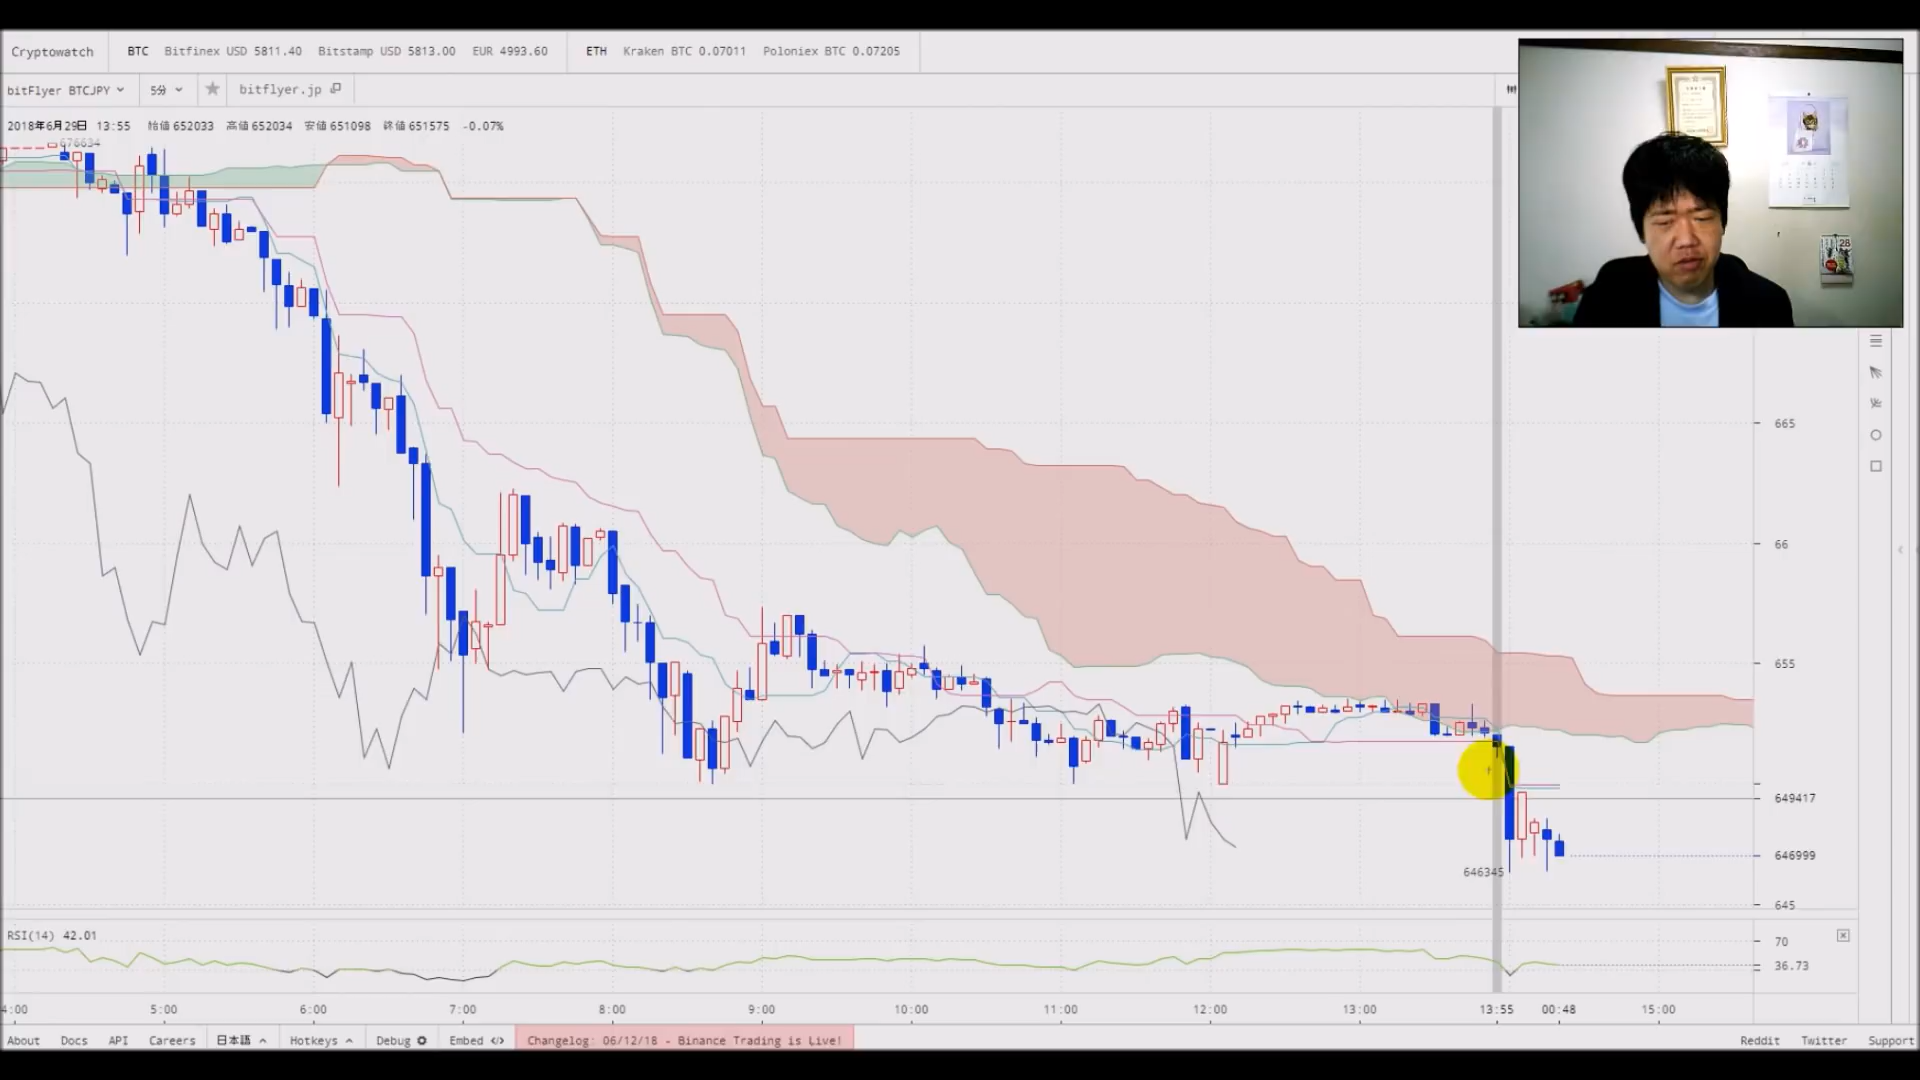 Cryptowatch BTC Bitfinex USD 5811.40 Bitstamp USD 5813.00 EUR 4993.60 ETH Kraken BTC 0.07011 Poloniex BTC 0.07205
bitFlyer BTCJPY 5分 bitflyer.jp
2018年6月29日 13:55 始値 652033 高値 652034 安値 651098 終値 651575 -0.07%
676634
28
665
66
655
649417
646999
646345
645
RSI(14) 42.01
70
36.73
4:00 5:00 6:00 7:00 8:00 9:00 10:00 11:00 12:00 13:00 13:55 00:48 15:00
About Docs API Careers 日本語 Hotkeys Debug Embed Changelog: 06/12/18 - Binance Trading is Live! Reddit Twitter Support